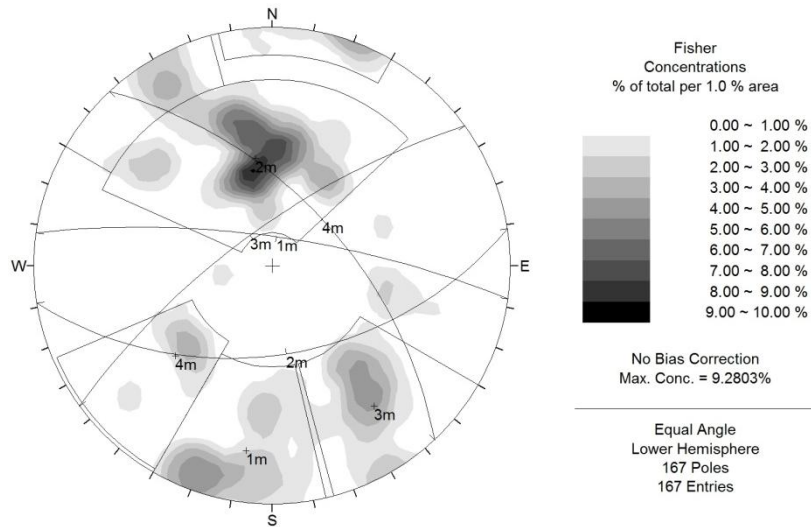 N
W
E
S
2m
3m
1m
4m
4m
2m
3m
1m
Fisher
Concentrations
% of total per 1.0 % area
0.00 ~ 1.00 %
1.00 ~ 2.00 %
2.00 ~ 3.00 %
3.00 ~ 4.00 %
4.00 ~ 5.00 %
5.00 ~ 6.00 %
6.00 ~ 7.00 %
7.00 ~ 8.00 %
8.00 ~ 9.00 %
9.00 ~ 10.00 %
No Bias Correction
Max. Conc. = 9.2803%
Equal Angle
Lower Hemisphere
167 Poles
167 Entries